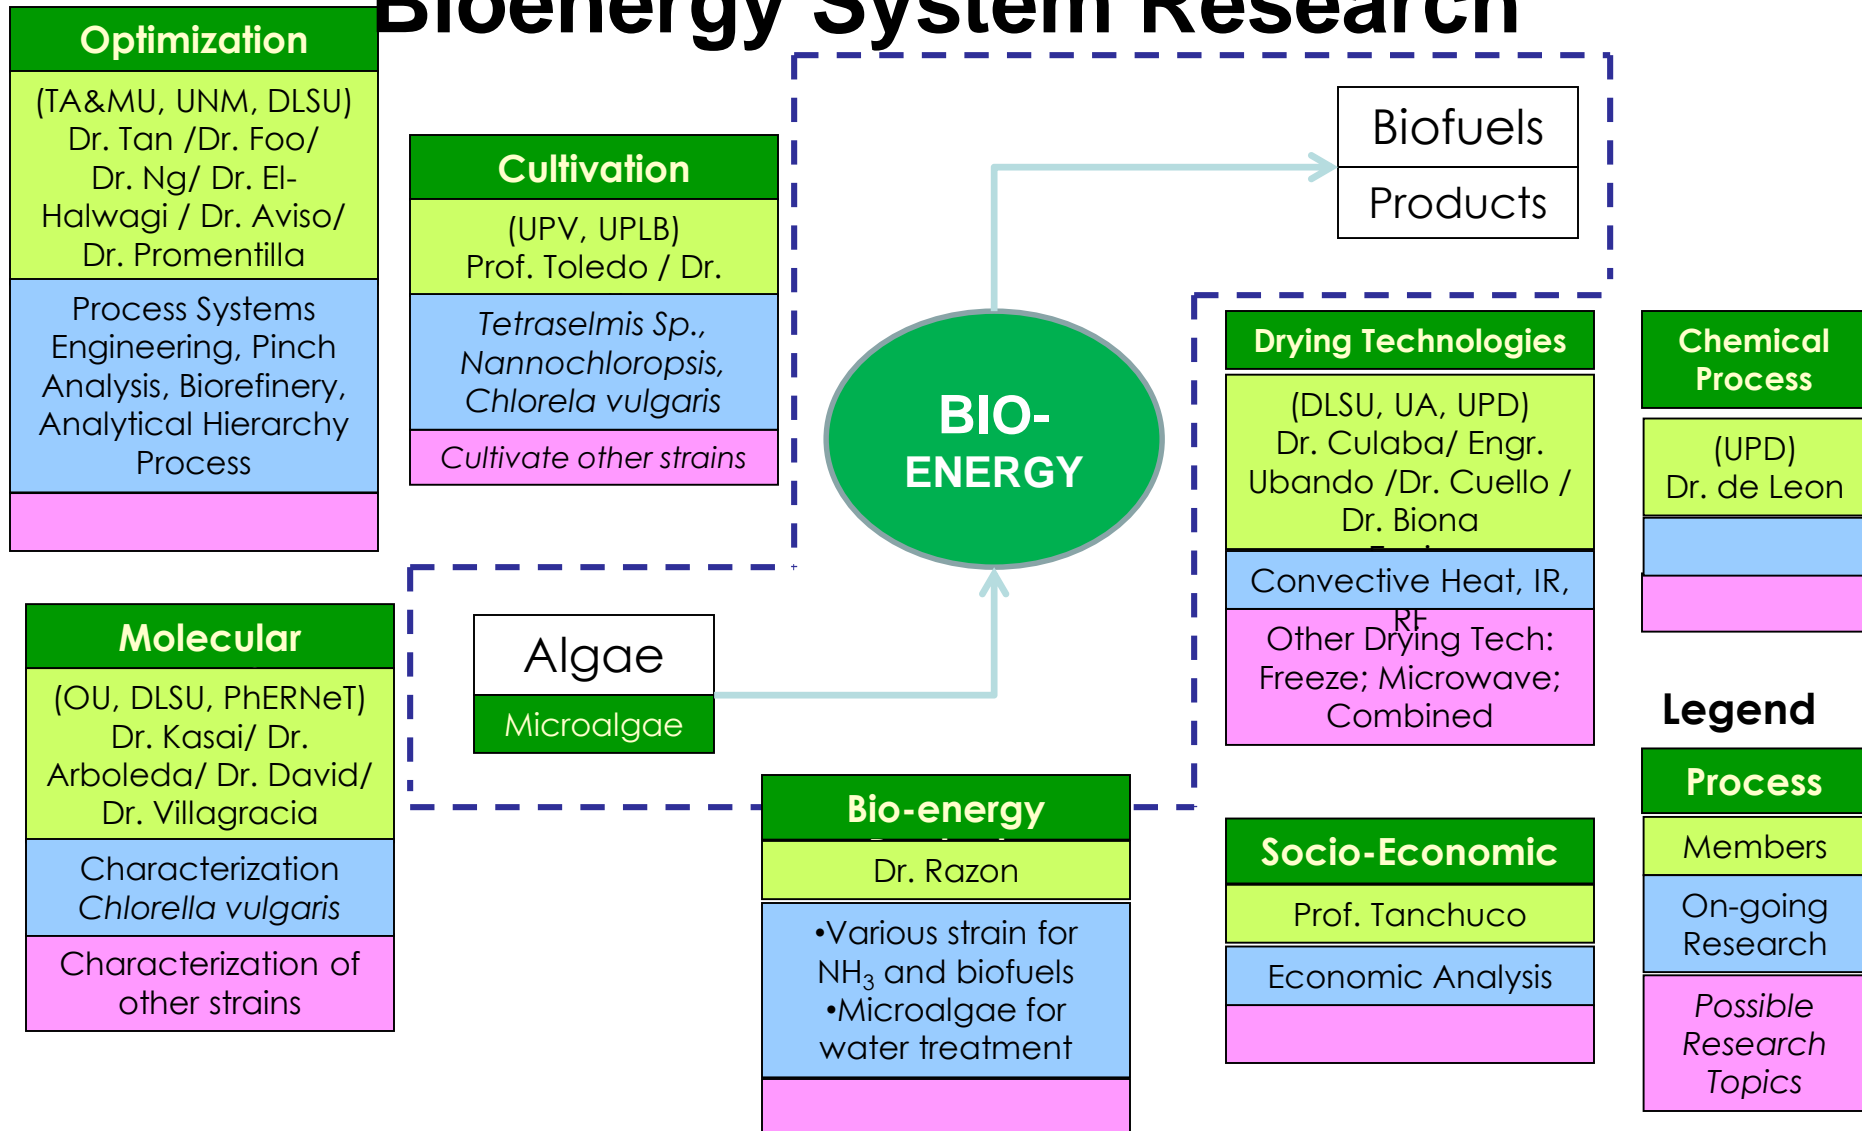 Bioenergy System Research
Optimization
(TA&MU, UNM, DLSU)
Dr. Tan /Dr. Foo/
Dr. Ng/ Dr. El-
Halwagi / Dr. Aviso/
Dr. Promentilla
Process Systems
Engineering, Pinch
Analysis, Biorefinery,
Analytical Hierarchy
Process
Cultivation
(UPV, UPLB)
Prof. Toledo / Dr.
Tetraselmis Sp.,
Nannochloropsis,
Chlorela vulgaris
Cultivate other strains
Biofuels
Products
BIO-
ENERGY
Drying Technologies
(DLSU, UA, UPD)
Dr. Culaba/ Engr.
Ubando /Dr. Cuello /
Dr. Biona
Convective Heat, IR,
RF
Other Drying Tech:
Freeze; Microwave;
Combined
Chemical
Process
(UPD)
Dr. de Leon
Molecular
(OU, DLSU, PhERNeT)
Dr. Kasai/ Dr.
Arboleda/ Dr. David/
Dr. Villagracia
Characterization
Chlorella vulgaris
Characterization of
other strains
Algae
Microalgae
Bio-energy
Dr. Razon
•Various strain for
NH₃ and biofuels
•Microalgae for
water treatment
Socio-Economic
Prof. Tanchuco
Economic Analysis
Legend
Process
Members
On-going
Research
Possible
Research
Topics